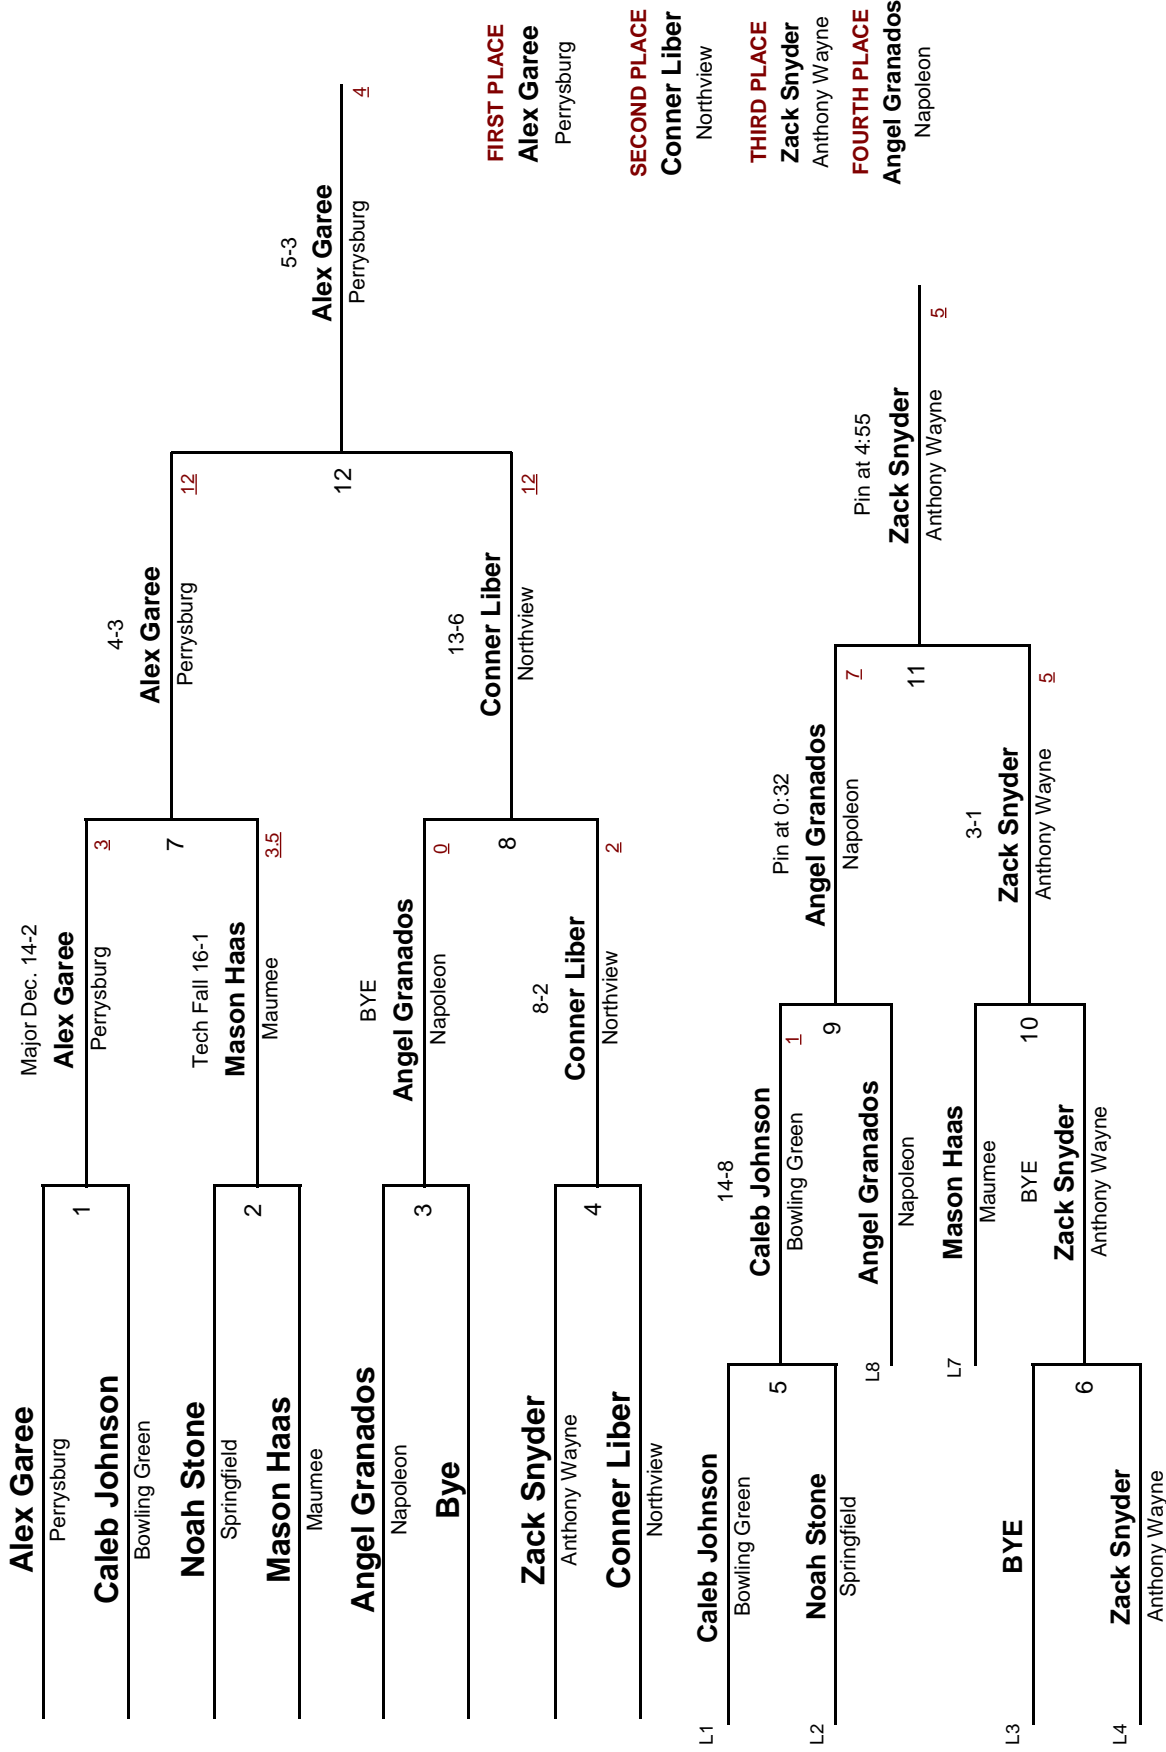 Alex Garee
Perrysburg
1
Caleb Johnson
Bowling Green
Noah Stone
Springfield
2
Mason Haas
Maumee
Angel Granados
Napoleon
3
Bye
Zack Snyder
Anthony Wayne
4
Conner Liber
Northview
Major Dec. 14-2
Alex Garee
Perrysburg
3
7
Tech Fall 16-1
Mason Haas
Maumee
3.5
BYE
Angel Granados
Napoleon
0
8
8-2
Conner Liber
Northview
2
4-3
Alex Garee
Perrysburg
12
12
13-6
Conner Liber
Northview
12
5-3
Alex Garee
Perrysburg
4
FIRST PLACE
Alex Garee
Perrysburg
SECOND PLACE
Conner Liber
Northview
THIRD PLACE
Zack Snyder
Anthony Wayne
FOURTH PLACE
Angel Granados
Napoleon
L1
Caleb Johnson
Bowling Green
5
L2
Noah Stone
Springfield
L3
BYE
6
L4
Zack Snyder
Anthony Wayne
14-8
Caleb Johnson
Bowling Green
1
9
L8
Angel Granados
Napoleon
L7
Mason Haas
Maumee
10
BYE
Zack Snyder
Anthony Wayne
Pin at 0:32
Angel Granados
Napoleon
7
11
3-1
Zack Snyder
Anthony Wayne
5
Pin at 4:55
Zack Snyder
Anthony Wayne
5